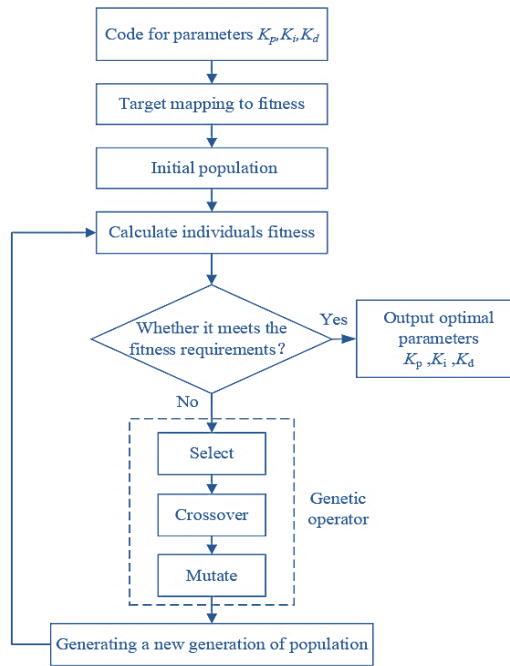 Code for parameters Kp,Ki,Kd
Target mapping to fitness
Initial population
Calculate individuals fitness
Whether it meets the
fitness requirements?
Yes
Output optimal
parameters
Kp ,Ki ,Kd
No
Select
Crossover
Mutate
Genetic
operator
Generating a new generation of population